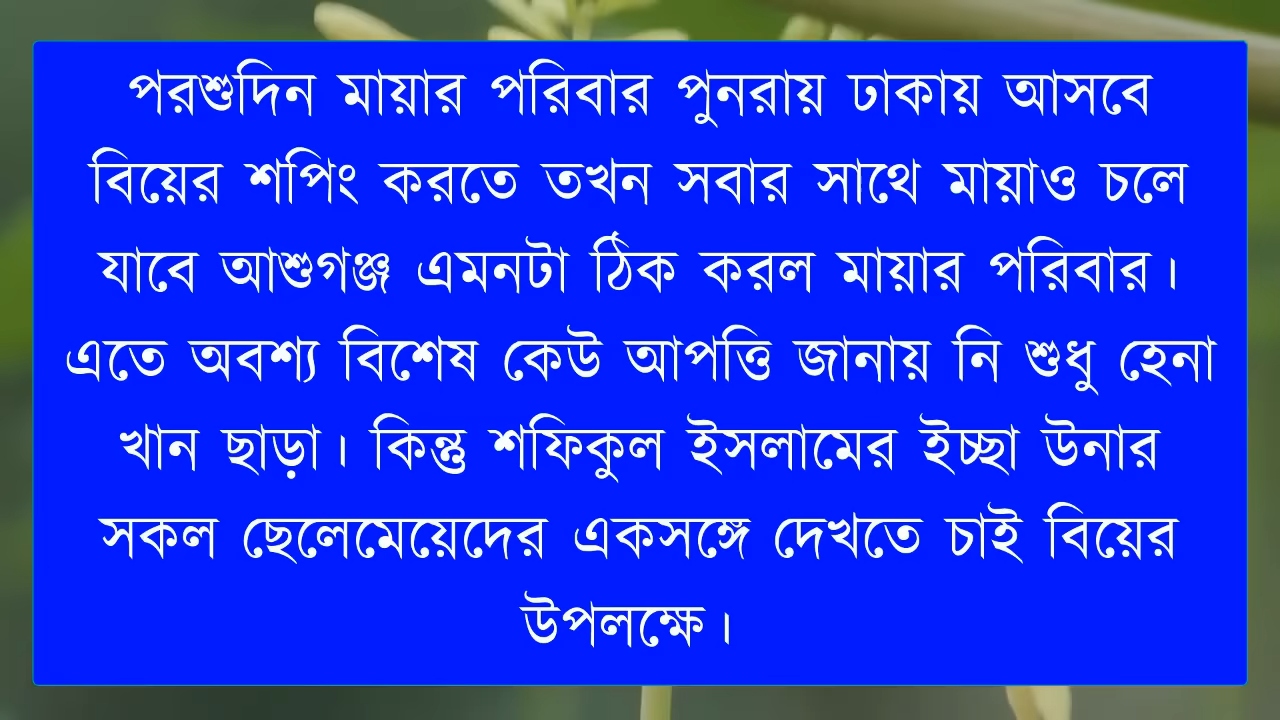 পরশুদিন মায়ার পরিবার পুনরায় ঢাকায় আসবে
বিয়ের শপিং করতে তখন সবার সাথে মায়াও চলে
যাবে আশুগঞ্জ এমনটা ঠিক করল মায়ার পরিবার।
এতে অবশ্য বিশেষ কেউ আপত্তি জানায় নি শুধু হেনা
খান ছাড়া। কিন্তু শফিকুল ইসলামের ইচ্ছা উনার
সকল ছেলেমেয়েদের একসঙ্গে দেখতে চাই বিয়ের
উপলক্ষে।